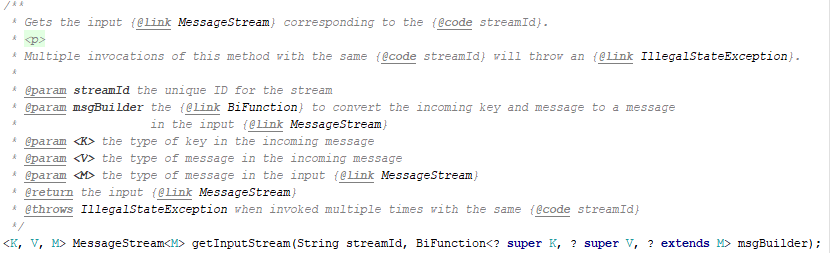 /**
 * Gets the input {@link MessageStream} corresponding to the {@code streamId}.
 * <p>
 * Multiple invocations of this method with the same {@code streamId} will throw an {@link IllegalStateException}.
 *
 * @param streamId the unique ID for the stream
 * @param msgBuilder the {@link BiFunction} to convert the incoming key and message to a message
 *                   in the input {@link MessageStream}
 * @param <K> the type of key in the incoming message
 * @param <V> the type of message in the incoming message
 * @param <M> the type of message in the input {@link MessageStream}
 * @return the input {@link MessageStream}
 * @throws IllegalStateException when invoked multiple times with the same {@code streamId}
 */
<K, V, M> MessageStream<M> getInputStream(String streamId, BiFunction<? super K, ? super V, ? extends M> msgBuilder);